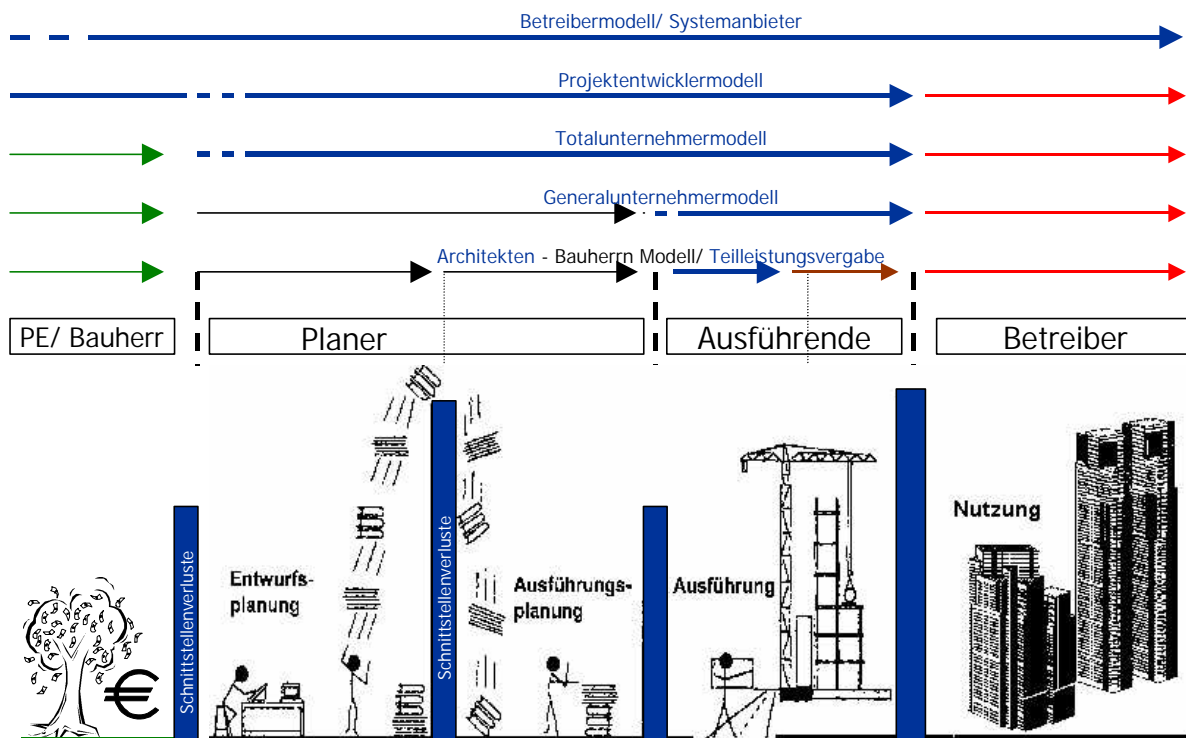 Betreibermodell/ Systemanbieter
Projektentwicklermodell
Totalunternehmermodell
Generalunternehmermodell
Architekten - Bauherrn Modell/ Teilleistungsvergabe
PE/ Bauherr
Planer
Ausführende
Betreiber
Schnittstellenverluste
€
Entwurfs-
planung
Schnittstellenverluste
Ausführungs-
planung
Ausführung
Nutzung